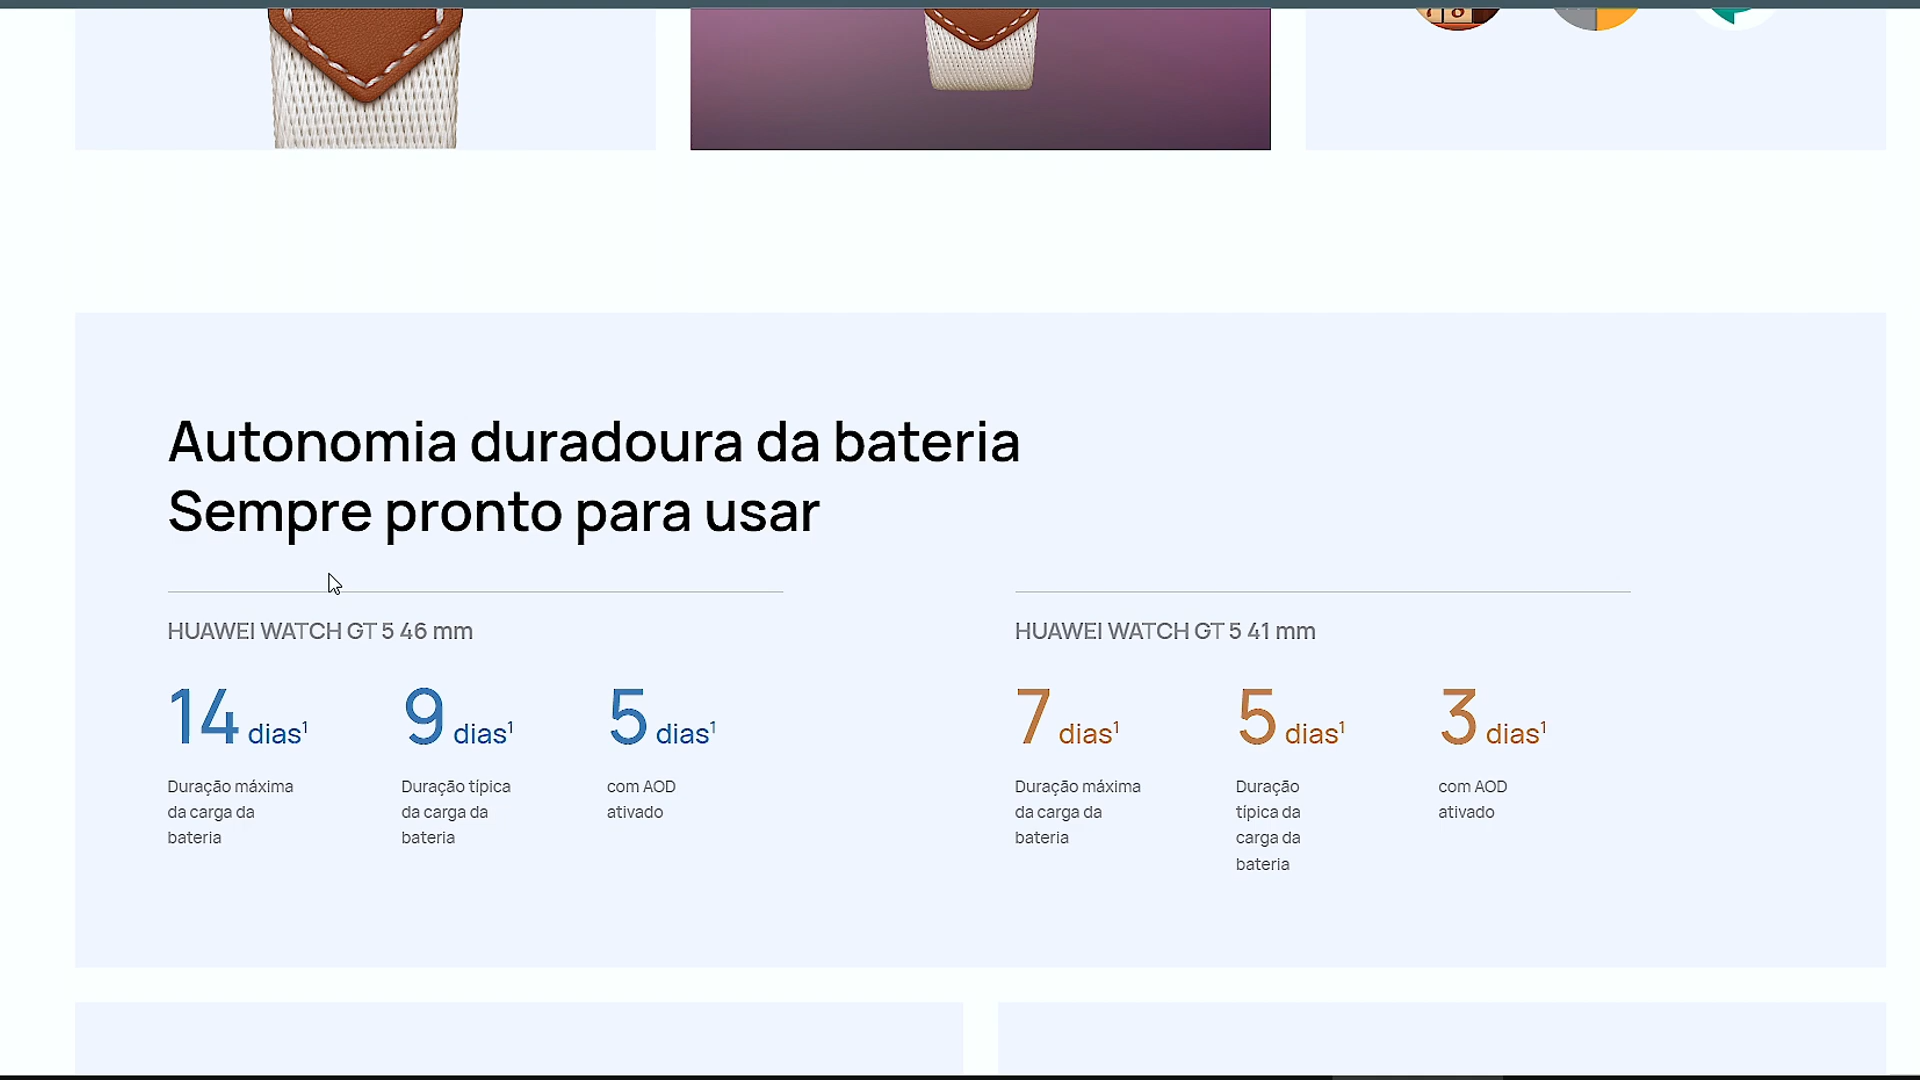 Autonomia duradoura da bateria
Sempre pronto para usar
HUAWEI WATCH GT 5 46 mm
14 dias¹
9 dias¹
5 dias¹
Duração máxima
da carga da
bateria
Duração típica
da carga da
bateria
com AOD
ativado
HUAWEI WATCH GT 5 41 mm
7 dias¹
5 dias¹
3 dias¹
Duração máxima
da carga da
bateria
Duração
típica da
carga da
bateria
com AOD
ativado